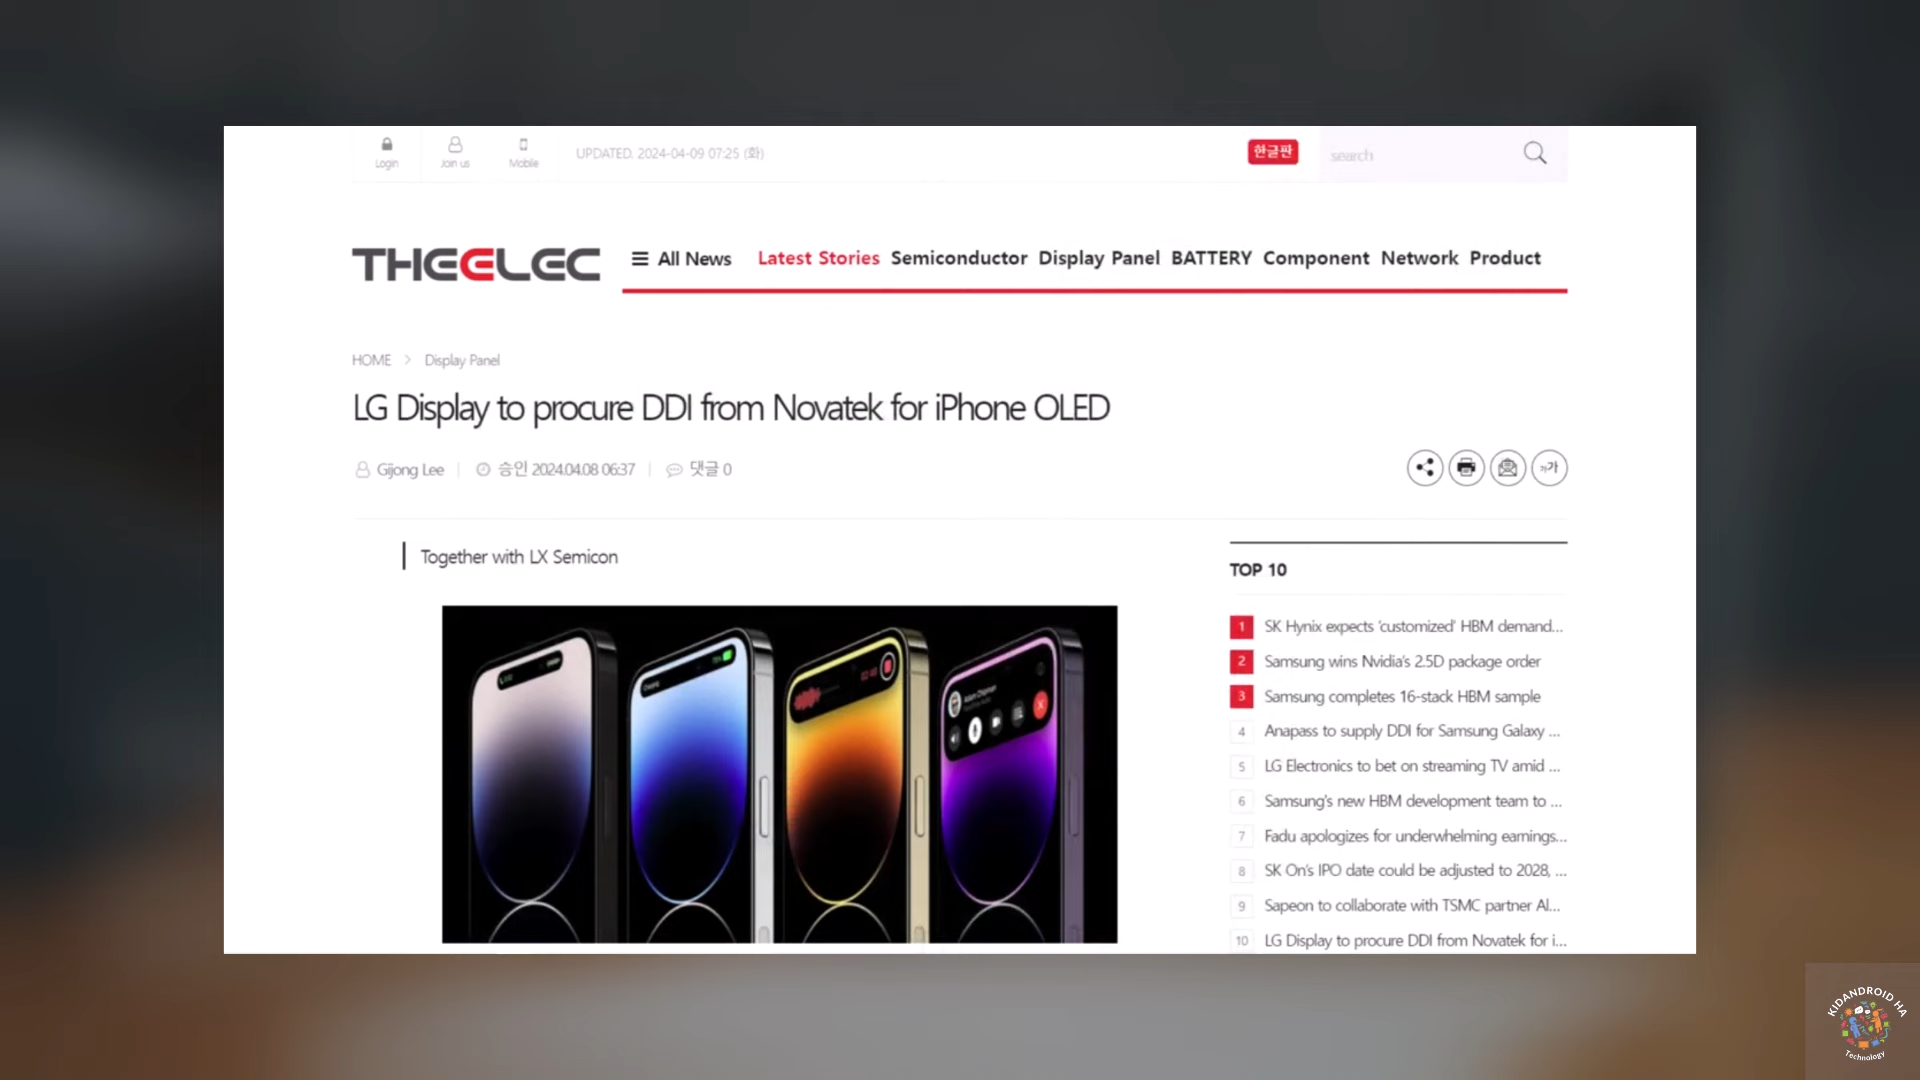 Login
Join us
Mobile
UPDATED. 2024-04-09 07:25 (화)
한글판
search
THEELEC
All News
Latest Stories
Semiconductor
Display Panel
BATTERY
Component
Network
Product
HOME > Display Panel
LG Display to procure DDI from Novatek for iPhone OLED
Gijong Lee
승인 2024.04.08 06:37
댓글 0
가가
Together with LX Semicon
TOP 10
1 SK Hynix expects ‘customized’ HBM demand...
2 Samsung wins Nvidia’s 2.5D package order
3 Samsung completes 16-stack HBM sample
4 Anapass to supply DDI for Samsung Galaxy ...
5 LG Electronics to bet on streaming TV amid ...
6 Samsung's new HBM development team to ...
7 Fadu apologizes for underwhelming earnings...
8 SK On’s IPO date could be adjusted to 2028, ...
9 Sapeon to collaborate with TSMC partner Al...
10 LG Display to procure DDI from Novatek for i...
KIDANDROID HA
Technology